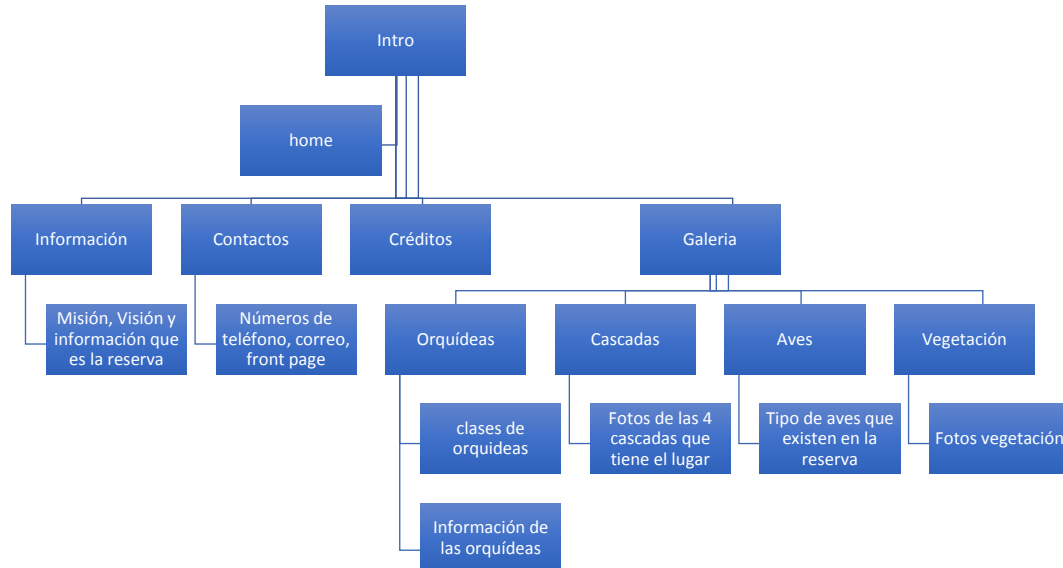 Intro
home
Información
Contactos
Créditos
Galeria
Misión, Visión y
información que
es la reserva
Números de
teléfono, correo,
front page
Orquídeas
Cascadas
Aves
Vegetación
clases de
orquideas
Fotos de las 4
cascadas que
tiene el lugar
Tipo de aves que
existen en la
reserva
Fotos vegetación
Información de
las orquídeas